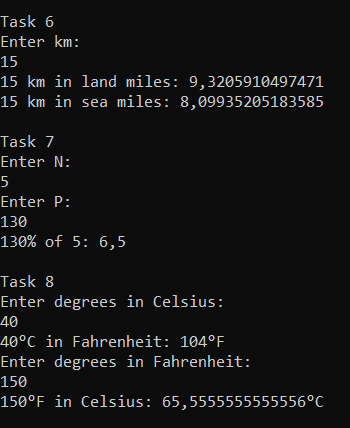 Task 6
Enter km:
15
15 km in land miles: 9,3205910497471
15 km in sea miles: 8,09935205183585
Task 7
Enter N:
5
Enter P:
130
130% of 5: 6,5
Task 8
Enter degrees in Celsius:
40
40°C in Fahrenheit: 104°F
Enter degrees in Fahrenheit:
150
150°F in Celsius: 65,5555555555556°C